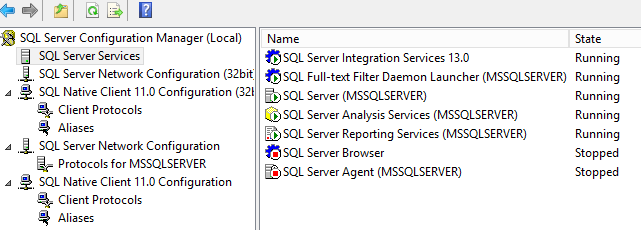 SQL Server Configuration Manager (Local)
SQL Server Services
SQL Server Network Configuration (32bit
SQL Native Client 11.0 Configuration (32
Client Protocols
Aliases
SQL Server Network Configuration
Protocols for MSSQLSERVER
SQL Native Client 11.0 Configuration
Client Protocols
Aliases
Name State
SQL Server Integration Services 13.0 Running
SQL Full-text Filter Daemon Launcher (MSSQLSERVER) Running
SQL Server (MSSQLSERVER) Running
SQL Server Analysis Services (MSSQLSERVER) Running
SQL Server Reporting Services (MSSQLSERVER) Running
SQL Server Browser Stopped
SQL Server Agent (MSSQLSERVER) Stopped